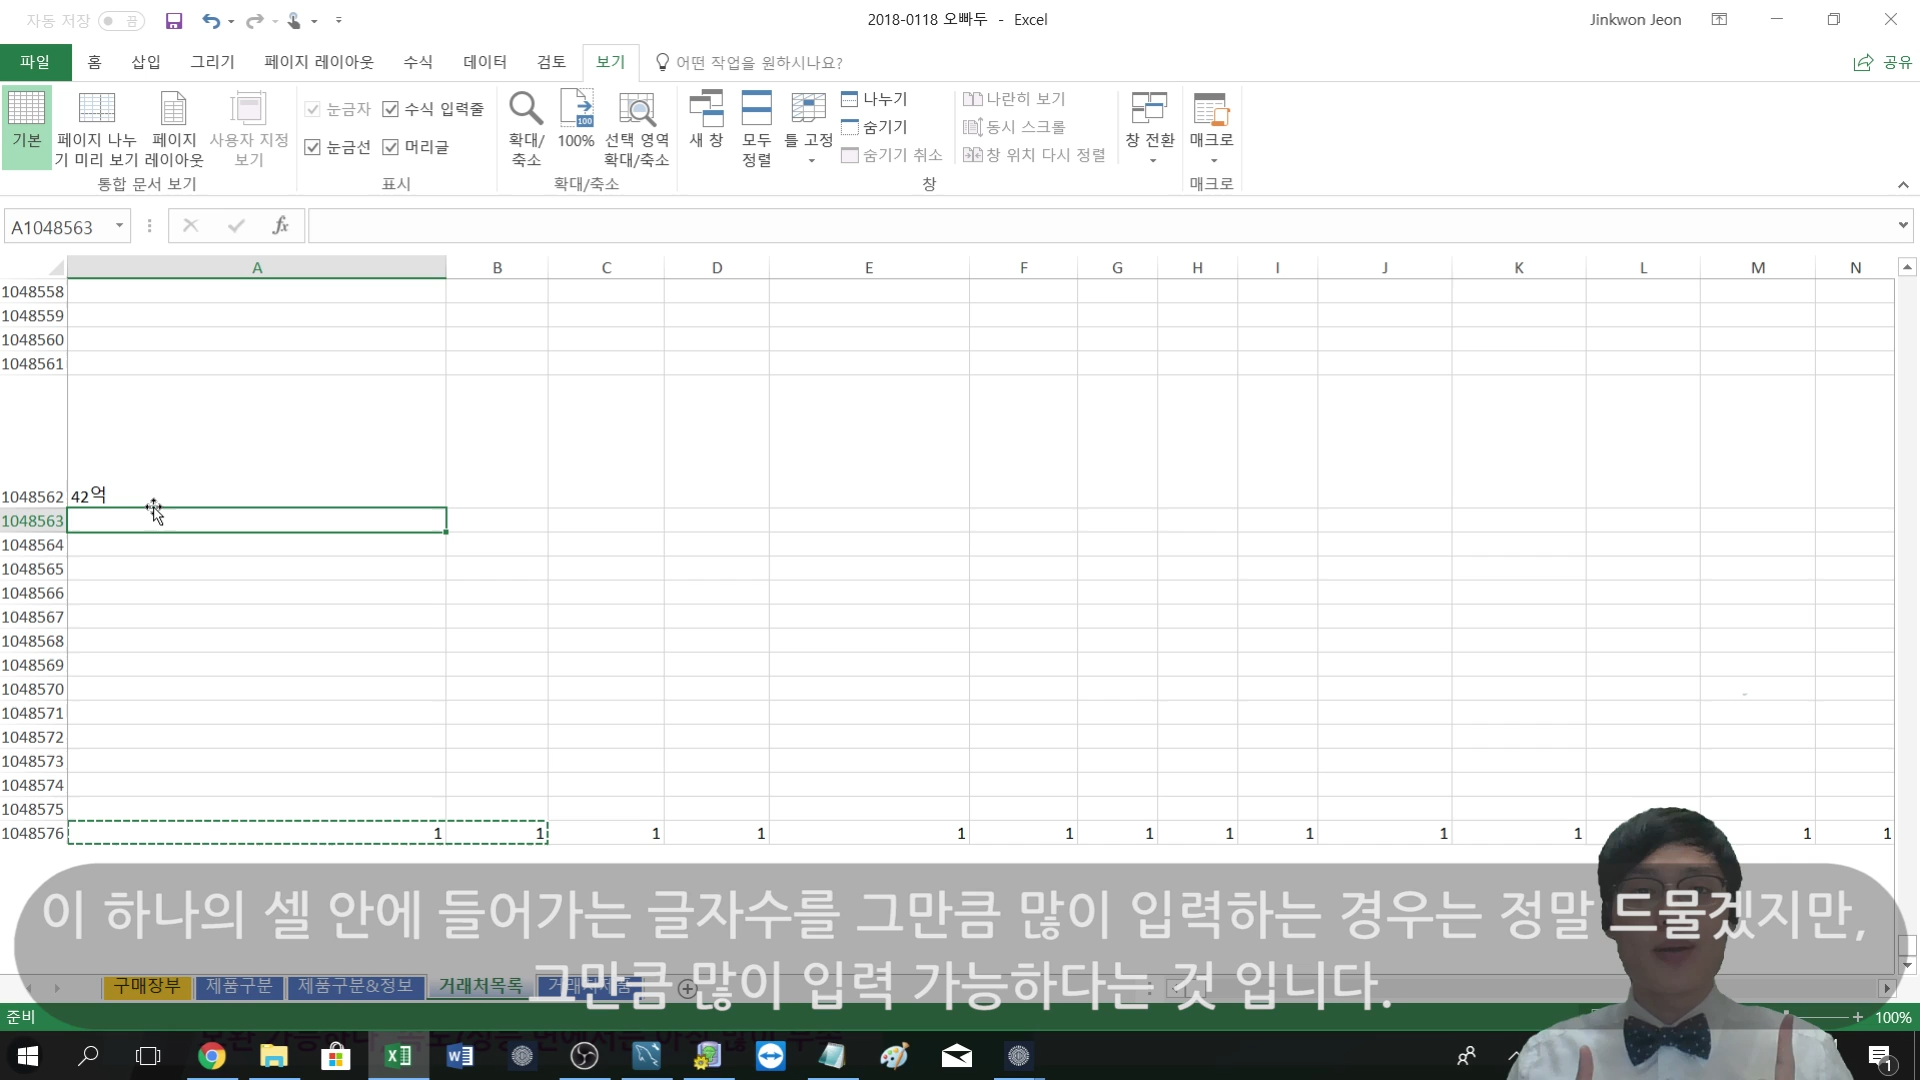 자동 저장 끔
2018-0118 오빠두 - Excel
Jinkwon Jeon
파일 홈 삽입 그리기 페이지 레이아웃 수식 데이터 검토 보기 어떤 작업을 원하시나요? 공유
기본
페이지 나누
기 미리 보기
페이지
레이아웃
사용자 지정
보기
통합 문서 보기
눈금자 수식 입력줄
눈금선 머리글
표시
확대/
축소
100%
100
선택 영역
확대/축소
확대/축소
새 창
모두
정렬
틀 고정
나누기
숨기기
숨기기 취소
나란히 보기
동시 스크롤
창 위치 다시 정렬
창 전환
창
매크로
매크로
A1048563
fx
A B C D E F G H I J K L M N
1048558
1048559
1048560
1048561
1048562 42억
1048563
1048564
1048565
1048566
1048567
1048568
1048569
1048570
1048571
1048572
1048573
1048574
1048575
1048576 1 1 1 1 1 1 1 1 1 1 1 1 1
이 하나의 셀 안에 들어가는 글자수를 그만큼 많이 입력하는 경우는 정말 드물겠지만,
그만큼 많이 입력 가능하다는 것 입니다.
구매장부 제품구분 제품구분&정보 거래처목록
준비
100%
1